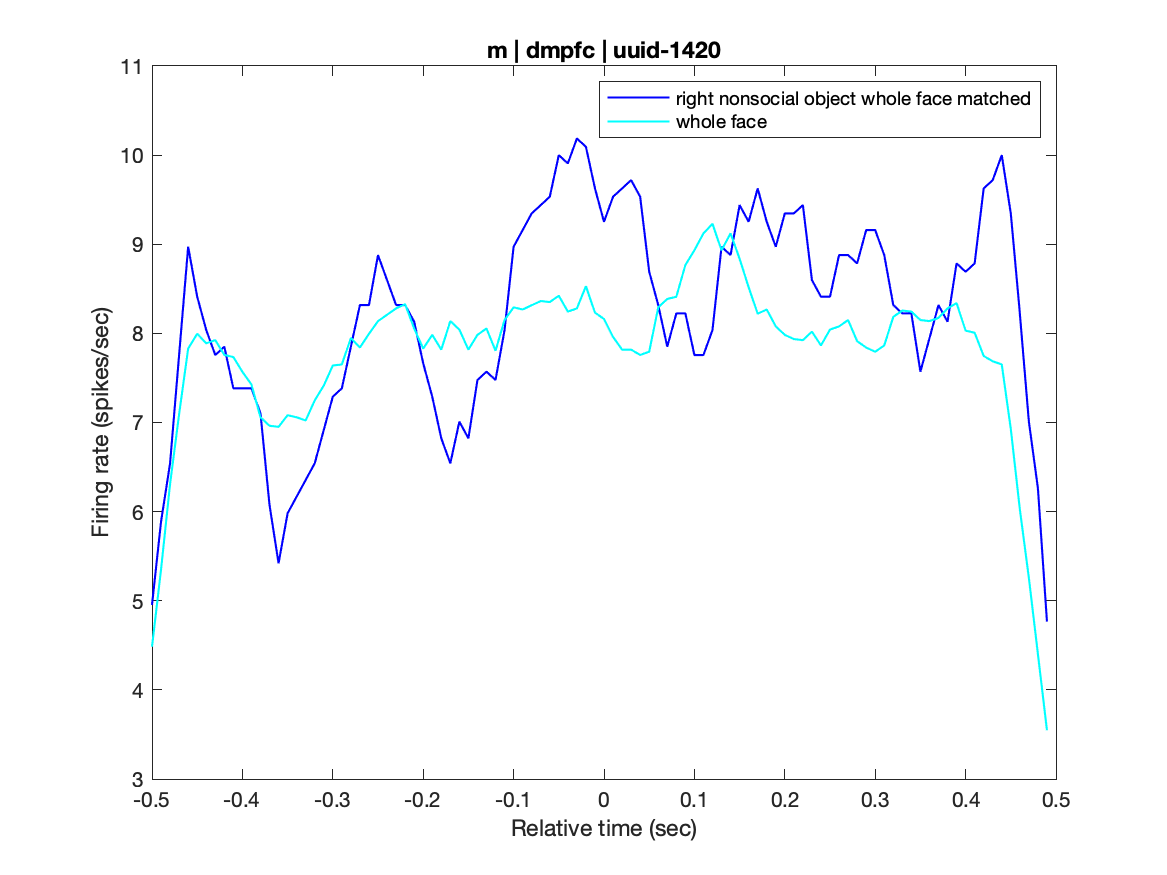 m | dmpfc | uuid-1420
right nonsocial object whole face matched
whole face
11
10
9
8
7
6
5
4
3
Firing rate (spikes/sec)
-0.5 -0.4 -0.3 -0.2 -0.1 0 0.1 0.2 0.3 0.4 0.5
Relative time (sec)